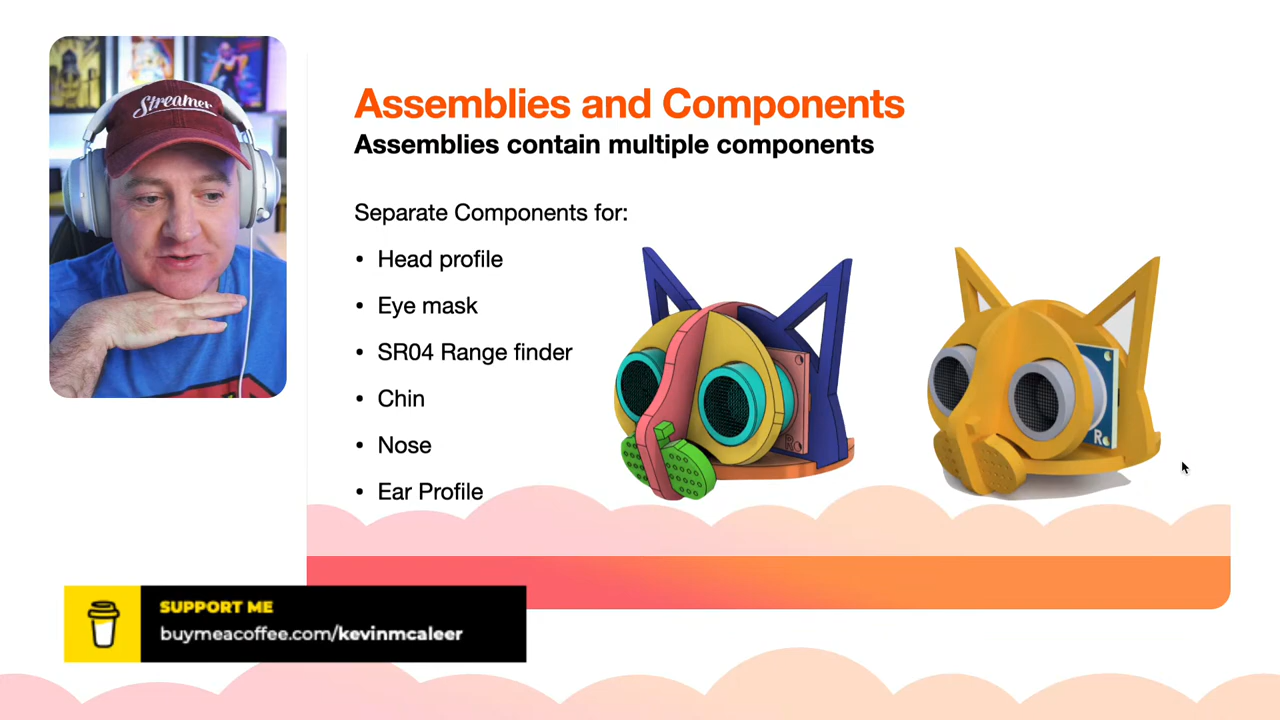 Streamer
Assemblies and Components
Assemblies contain multiple components
Separate Components for:
• Head profile
• Eye mask
• SR04 Range finder
• Chin
• Nose
• Ear Profile
R
R
SUPPORT ME
buymeacoffee.com/kevinmcaleer